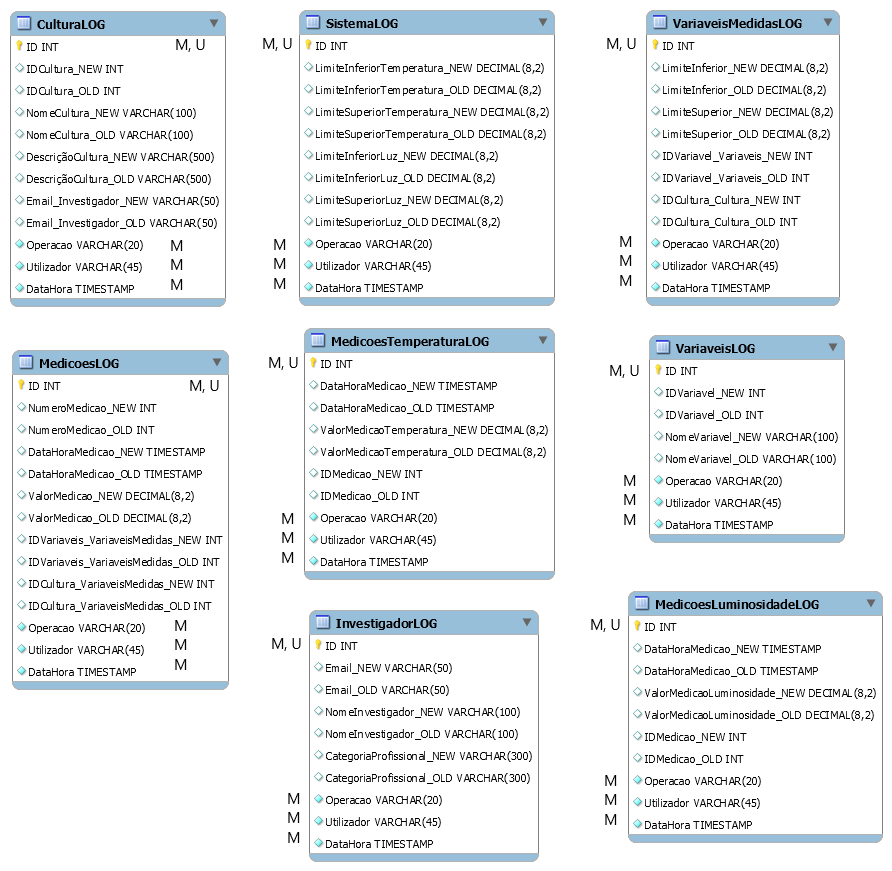 CulturaLOG
ID INT M, U
IDCultura_NEW INT
IDCultura_OLD INT
NomeCultura_NEW VARCHAR(100)
NomeCultura_OLD VARCHAR(100)
DescriçãoCultura_NEW VARCHAR(500)
DescriçãoCultura_OLD VARCHAR(500)
Email_Investigador_NEW VARCHAR(50)
Email_Investigador_OLD VARCHAR(50)
Operacao VARCHAR(20) M
Utilizador VARCHAR(45) M
DataHora TIMESTAMP M
SistemaLOG
M, U ID INT
LimiteInferiorTemperatura_NEW DECIMAL(8,2)
LimiteInferiorTemperatura_OLD DECIMAL(8,2)
LimiteSuperiorTemperatura_NEW DECIMAL(8,2)
LimiteSuperiorTemperatura_OLD DECIMAL(8,2)
LimiteInferiorLuz_NEW DECIMAL(8,2)
LimiteInferiorLuz_OLD DECIMAL(8,2)
LimiteSuperiorLuz_NEW DECIMAL(8,2)
LimiteSuperiorLuz_OLD DECIMAL(8,2)
M Operacao VARCHAR(20)
M Utilizador VARCHAR(45)
M DataHora TIMESTAMP
VariaveisMedidasLOG
M, U ID INT
LimiteInferior_NEW DECIMAL(8,2)
LimiteInferior_OLD DECIMAL(8,2)
LimiteSuperior_NEW DECIMAL(8,2)
LimiteSuperior_OLD DECIMAL(8,2)
IDVariavel_Variaveis_NEW INT
IDVariavel_Variaveis_OLD INT
IDCultura_Cultura_NEW INT
IDCultura_Cultura_OLD INT
M Operacao VARCHAR(20)
M Utilizador VARCHAR(45)
M DataHora TIMESTAMP
MedicoesLOG
ID INT M, U
NumeroMedicao_NEW INT
NumeroMedicao_OLD INT
DataHoraMedicao_NEW TIMESTAMP
DataHoraMedicao_OLD TIMESTAMP
ValorMedicao_NEW DECIMAL(8,2)
ValorMedicao_OLD DECIMAL(8,2)
IDVariaveis_VariaveisMedidas_NEW INT
IDVariaveis_VariaveisMedidas_OLD INT
IDCultura_VariaveisMedidas_NEW INT
IDCultura_VariaveisMedidas_OLD INT
Operacao VARCHAR(20) M
Utilizador VARCHAR(45) M
DataHora TIMESTAMP M
MedicoesTemperaturaLOG
M, U ID INT
DataHoraMedicao_NEW TIMESTAMP
DataHoraMedicao_OLD TIMESTAMP
ValorMedicaoTemperatura_NEW DECIMAL(8,2)
ValorMedicaoTemperatura_OLD DECIMAL(8,2)
IDMedicao_NEW INT
IDMedicao_OLD INT
M Operacao VARCHAR(20)
M Utilizador VARCHAR(45)
M DataHora TIMESTAMP
VariaveisLOG
M, U ID INT
IDVariavel_NEW INT
IDVariavel_OLD INT
NomeVariavel_NEW VARCHAR(100)
NomeVariavel_OLD VARCHAR(100)
M Operacao VARCHAR(20)
M Utilizador VARCHAR(45)
M DataHora TIMESTAMP
InvestigadorLOG
M, U ID INT
Email_NEW VARCHAR(50)
Email_OLD VARCHAR(50)
NomeInvestigador_NEW VARCHAR(100)
NomeInvestigador_OLD VARCHAR(100)
CategoriaProfissional_NEW VARCHAR(300)
CategoriaProfissional_OLD VARCHAR(300)
M Operacao VARCHAR(20)
M Utilizador VARCHAR(45)
M DataHora TIMESTAMP
MedicoesLuminosidadeLOG
M, U ID INT
DataHoraMedicao_NEW TIMESTAMP
DataHoraMedicao_OLD TIMESTAMP
ValorMedicaoLuminosidade_NEW DECIMAL(8,2)
ValorMedicaoLuminosidade_OLD DECIMAL(8,2)
IDMedicao_NEW INT
IDMedicao_OLD INT
M Operacao VARCHAR(20)
M Utilizador VARCHAR(45)
M DataHora TIMESTAMP